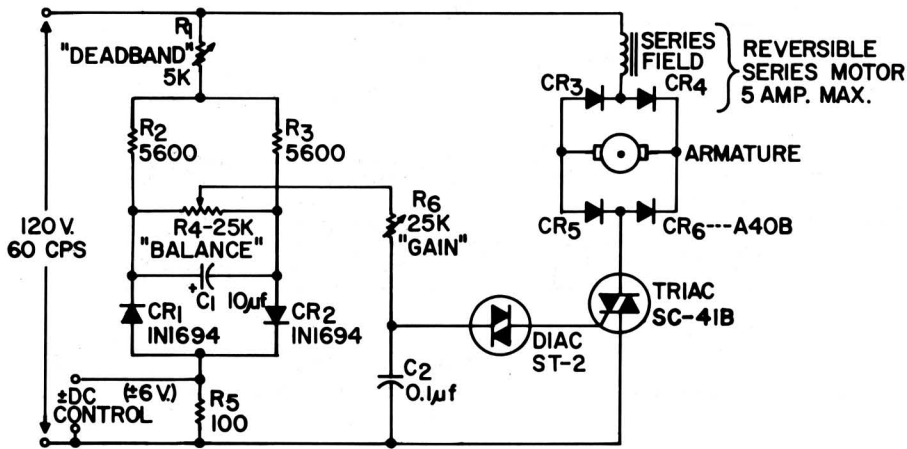 R1
"DEADBAND"
5K
SERIES
FIELD
REVERSIBLE
SERIES MOTOR
5 AMP. MAX.
CR3
CR4
R2
5600
R3
5600
ARMATURE
120 V.
60 CPS
R4-25K
"BALANCE"
R6
25K
"GAIN"
CR5
CR6---A40B
+
C1 10µf
CR1
IN1694
CR2
IN1694
TRIAC
SC-41B
DIAC
ST-2
±DC (±6 V.)
CONTROL
R5
100
C2
0.1µf